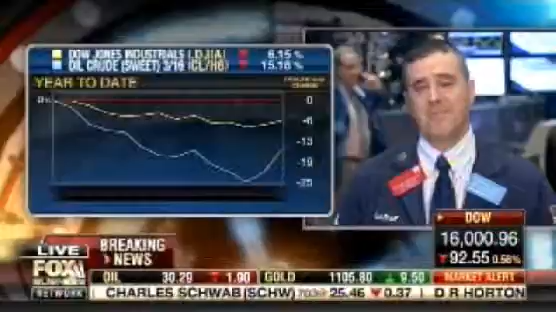 DOW JONES INDUSTRIALS (.DJIA) 6.15 %
OIL CRUDE (SWEET) 3/16 (CL/H6) 15.16 %
YEAR TO DATE
0%
0
-6
-13
-19
-25
DOW
16,000.96
92.55 0.58%
LIVE
BREAKING
NEWS
FOX
BUSINESS
NETWORK
OIL 30.29 1.90 GOLD 1105.80 9.50 MARKET ALERT
CHARLES SCHWAB (SCHW) 25.46 0.37 D R HORTON